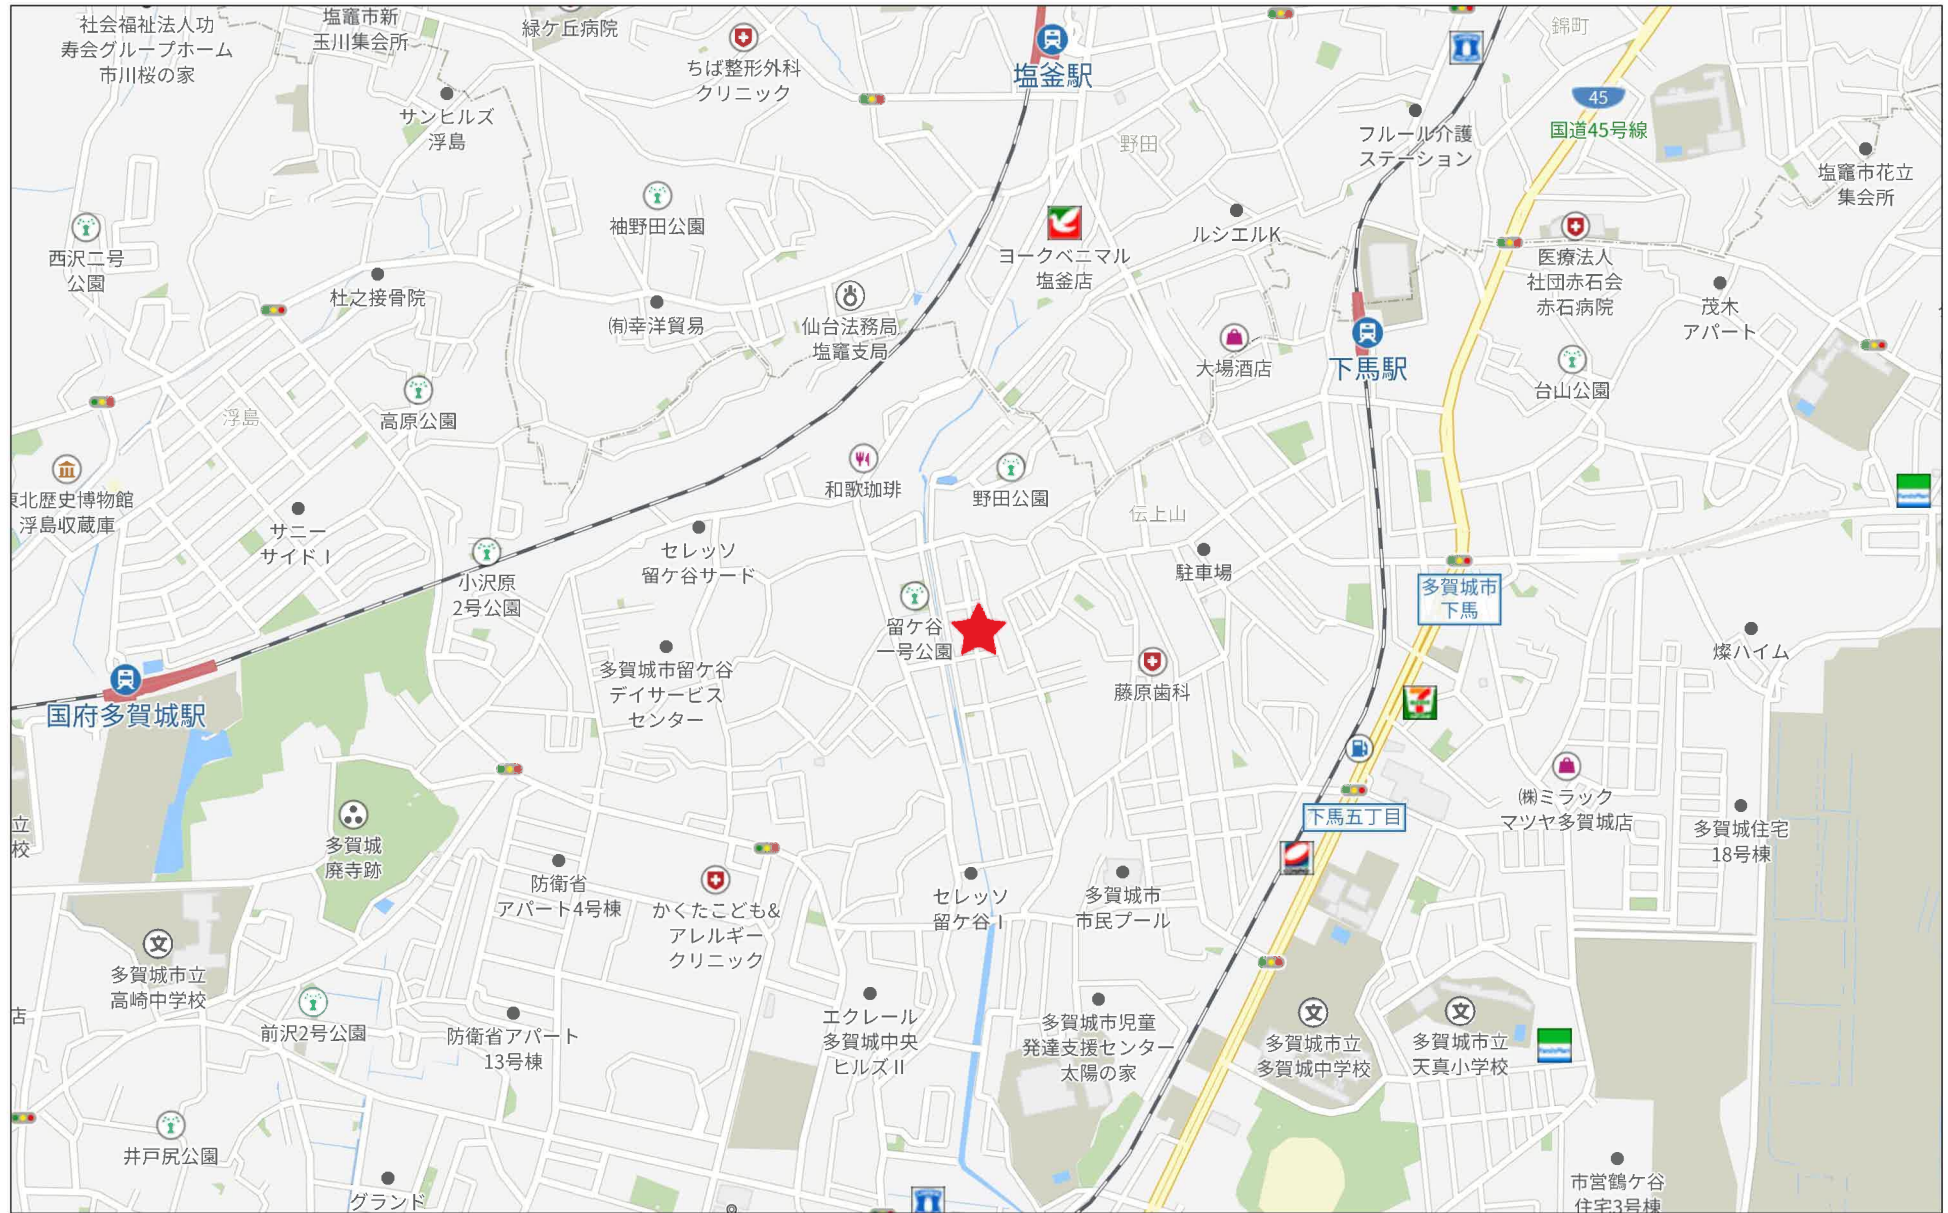 社会福祉法人功
寿会グループホーム
市川桜の家
塩竈市新
玉川集会所
緑ケ丘病院
ちば整形外科
クリニック
塩釜駅
錦町
45
国道45号線
サンヒルズ
浮島
野田
フルール介護
ステーション
塩竈市花立
集会所
袖野田公園
ルシエルK
西沢二号
公園
杜之接骨院
ヨークベニマル
塩釜店
医療法人
社団赤石会
赤石病院
茂木
アパート
㈲幸洋貿易
仙台法務局
塩竈支局
大場酒店
下馬駅
台山公園
浮島
高原公園
東北歴史博物館
浮島収蔵庫
和歌珈琲
野田公園
伝上山
FamilyMart
サニー
サイドⅠ
セレッソ
留ケ谷サード
小沢原
2号公園
駐車場
多賀城市
下馬
留ケ谷
一号公園
多賀城市留ケ谷
デイサービス
センター
藤原歯科
燦ハイム
国府多賀城駅
㈱ミラック
マツヤ多賀城店
下馬五丁目
多賀城住宅
18号棟
立
校
多賀城
廃寺跡
防衛省
アパート4号棟
かくたこども&
アレルギー
クリニック
セレッソ
留ケ谷Ⅰ
多賀城市
市民プール
多賀城市立
高崎中学校
店
前沢2号公園
防衛省アパート
13号棟
エクレール
多賀城中央
ヒルズⅡ
多賀城市児童
発達支援センター
太陽の家
多賀城市立
多賀城中学校
多賀城市立
天真小学校
FamilyMart
井戸尻公園
グランド
市営鶴ケ谷
住宅3号棟